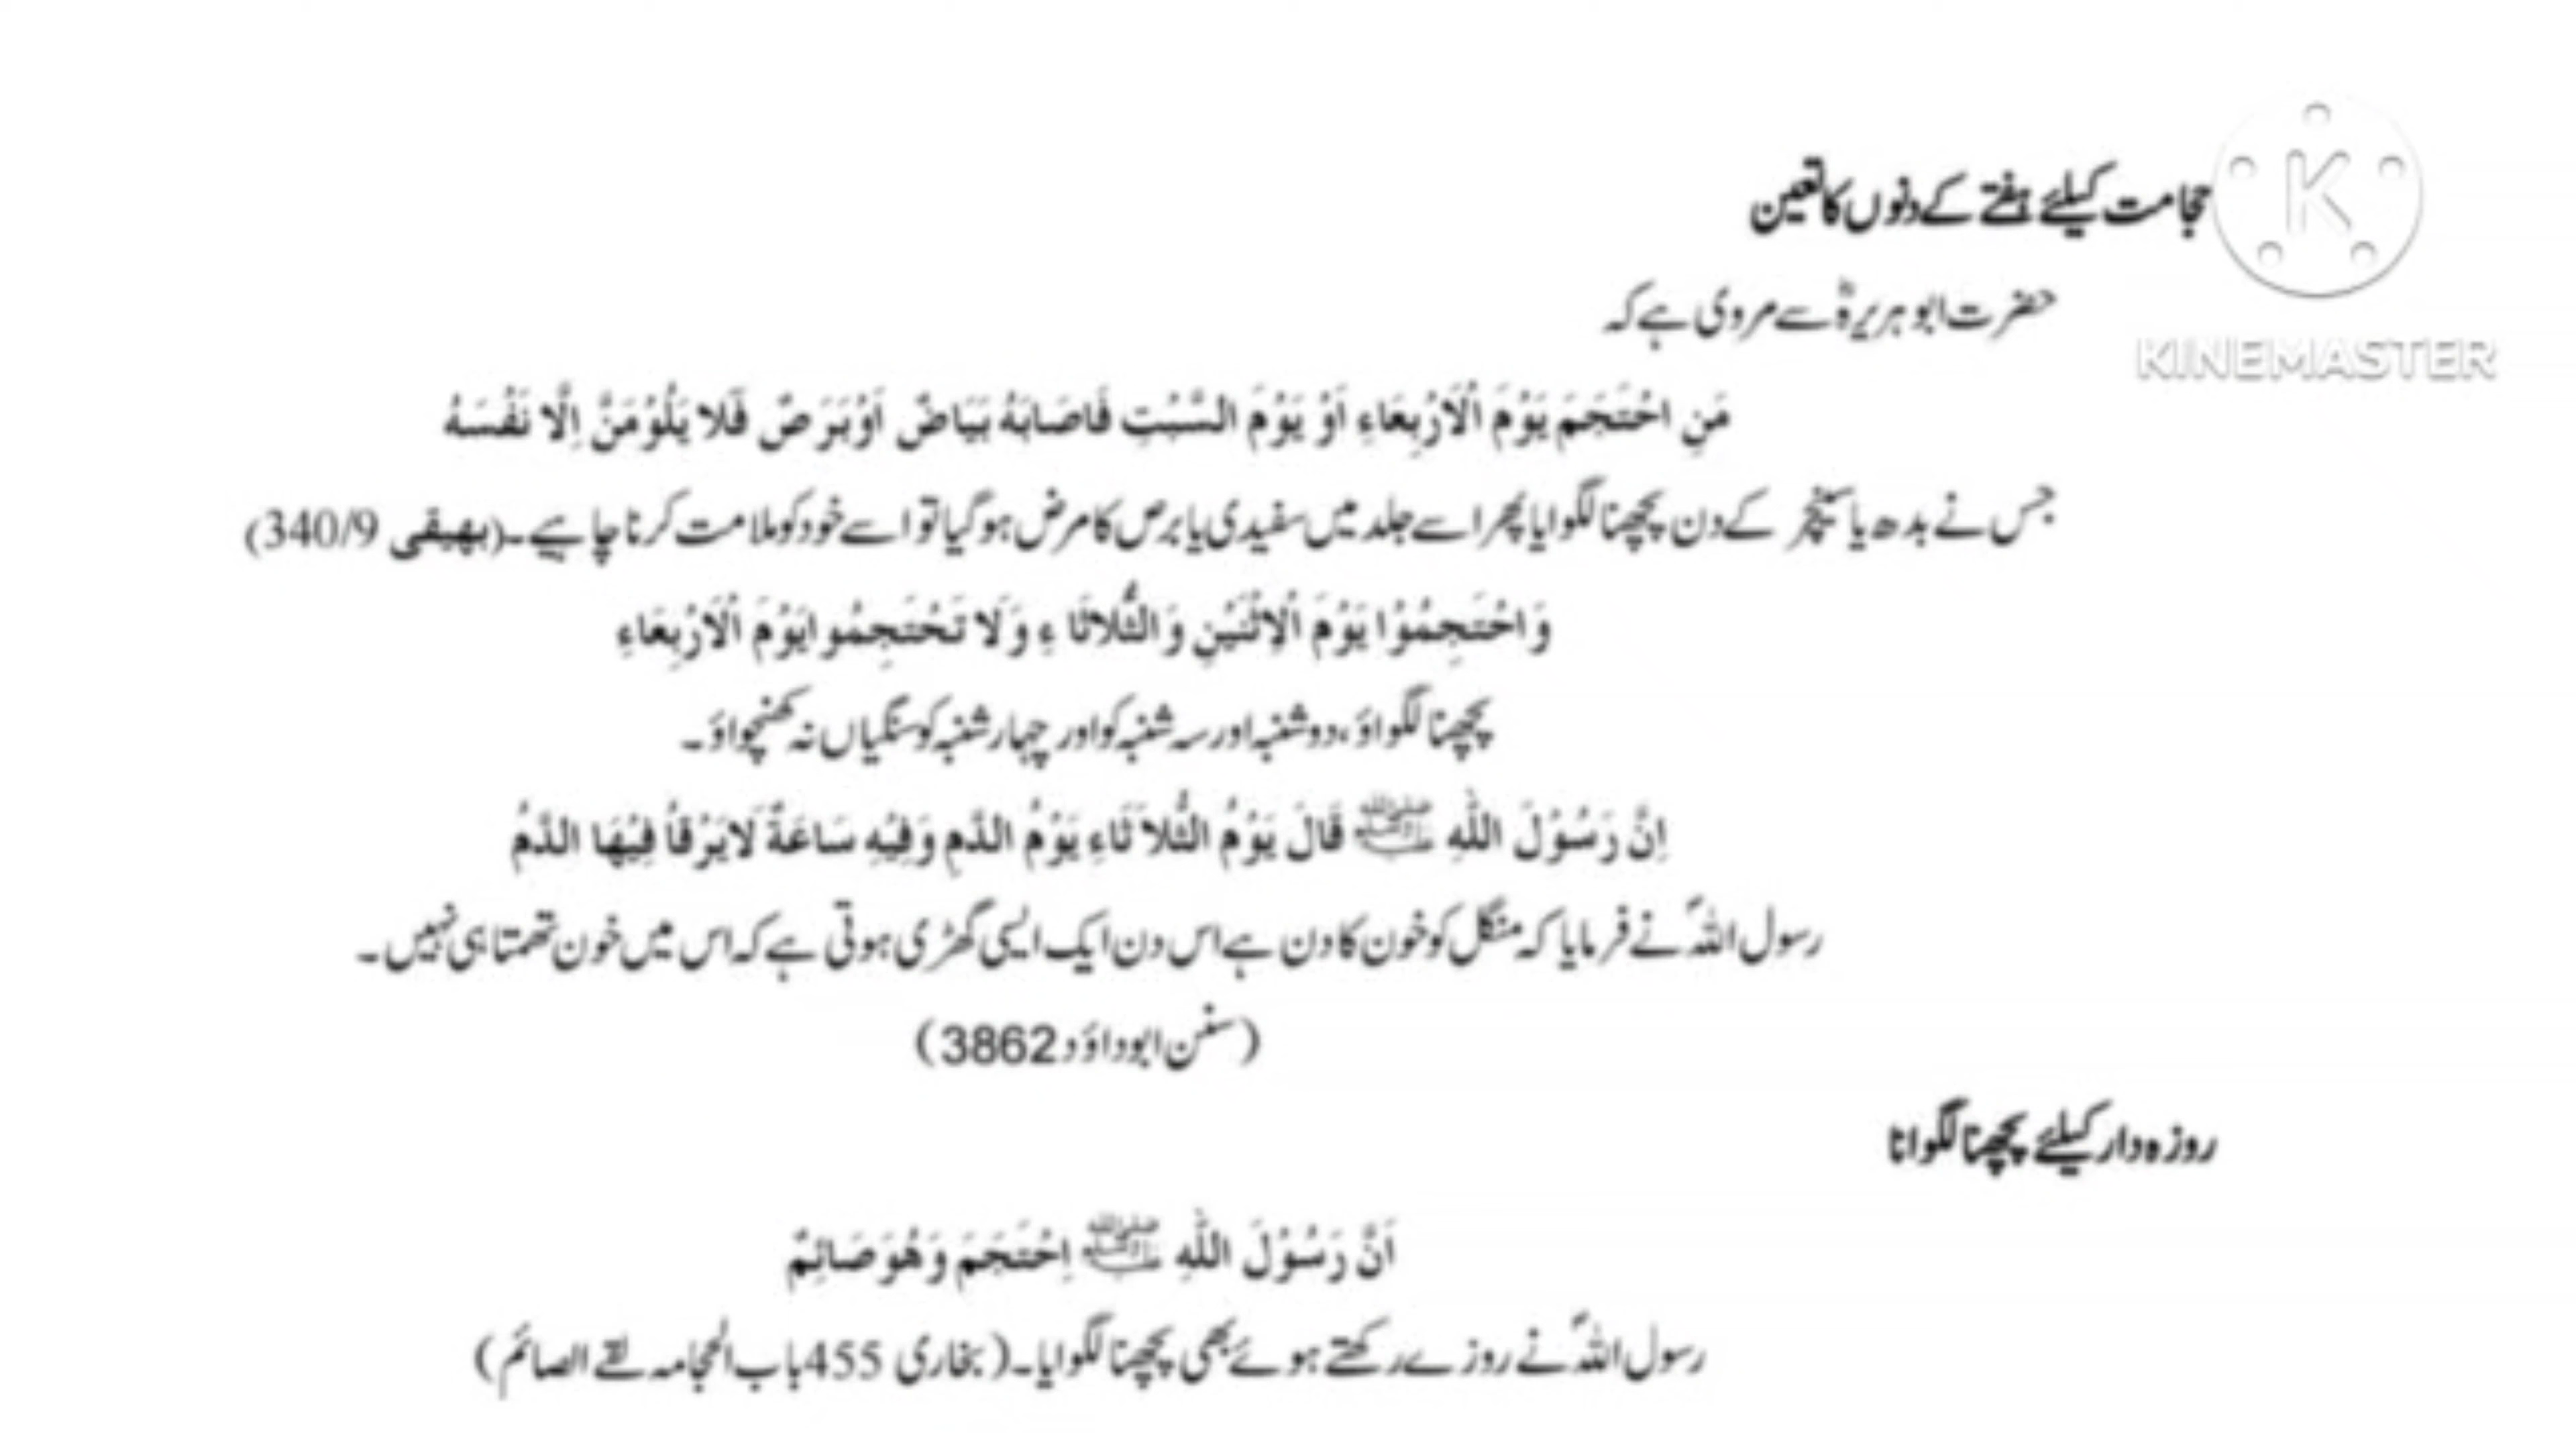 حجامت کیلئے ہفتے کے دنوں کا تعین
حضرت ابو ہریرہؓ سے مروی ہے کہ
مَنِ احْتَجَمَ يَوْمَ الْاَرْبِعَاءِ اَوْ يَوْمَ السَّبْتِ فَاصَابَهُ بَيَاضٌ اَوْبَرَصٌ فَلَا يَلُوْمَنَّ اِلَّا نَفْسَهُ
جس نے بدھ یا سنیچر کے دن پچھنا لگوایا پھر اسے جلد میں سفیدی یا برص کا مرض ہو گیا تو اسے خود کو ملامت کرنا چاہیے۔ (بھیقی 340/9)
وَاحْتَجِمُوْا يَوْمَ الْاِثْنَيْنِ وَالثُّلَاثَاءِ وَلَا تَحْتَجِمُوا يَوْمَ الْاَرْبِعَاءِ
پچھنا لگواؤ، دوشنبہ اور سہ شنبہ کو اور چہار شنبہ کو سنگیاں نہ کھنچواؤ۔
اِنَّ رَسُوْلَ اللّٰهِ ﷺ قَالَ يَوْمُ الثُّلَاثَاءِ يَوْمُ الدَّمِ وَفِيْهِ سَاعَةٌ لَا يَرْقَأُ فِيْهَا الدَّمُ
رسول اللہؐ نے فرمایا کہ منگل کو خون کا دن ہے اس دن ایک ایسی گھڑی ہوتی ہے کہ اس میں خون تھمتا ہی نہیں۔
(سنن ابوداؤد 3862)
روزہ دار کیلئے پچھنا لگوانا
اَنَّ رَسُوْلَ اللّٰهِ ﷺ اِحْتَجَمَ وَهُوَ صَائِمٌ
رسول اللہؐ نے روزے رکھتے ہوئے بھی پچھنا لگوایا۔ (بخاری 455 باب الحجامہ لقے الصائم)
K
KINEMASTER